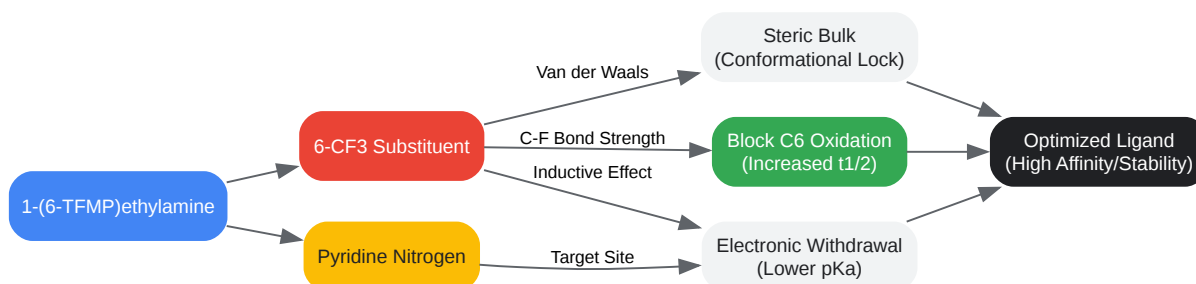 Steric Bulk
(Conformational Lock)
Van der Waals
6-CF3 Substituent
C-F Bond Strength
Block C6 Oxidation
(Increased t1/2)
Optimized Ligand
(High Affinity/Stability)
Inductive Effect
1-(6-TFMP)ethylamine
Pyridine Nitrogen
Target Site
Electronic Withdrawal
(Lower pKa)